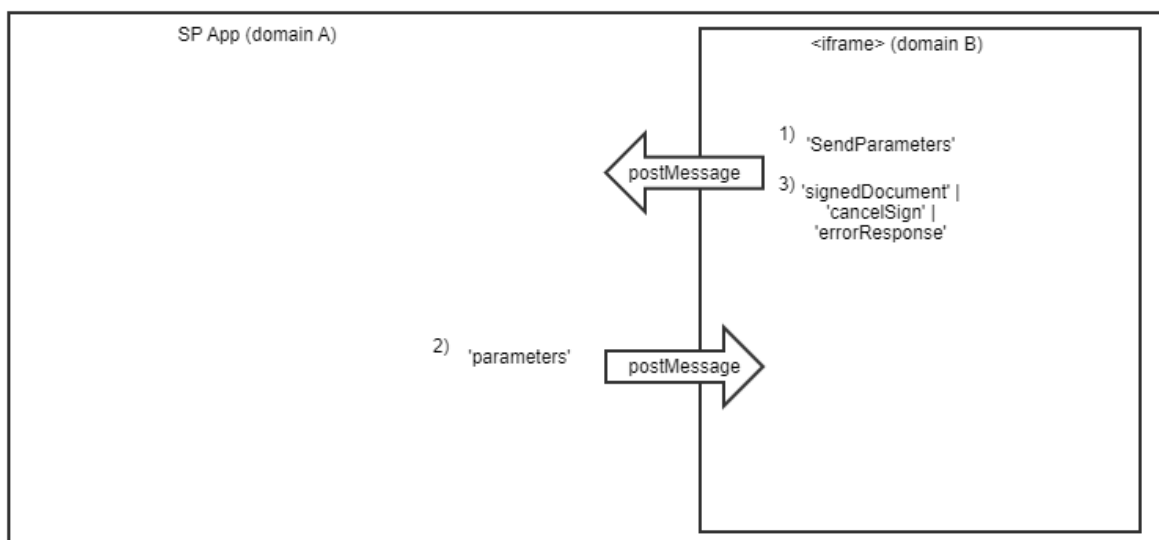 SP App (domain A)
<iframe> (domain B)
1) 'SendParameters'
postMessage
3) 'signedDocument' |
'cancelSign' |
'errorResponse'
2) 'parameters'
postMessage